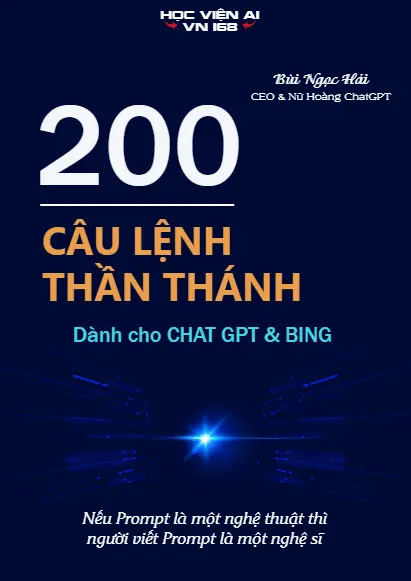 HỌC VIỆN AI
VN 168
Bùi Ngọc Hải
CEO & Nữ Hoàng ChatGPT
200
CÂU LỆNH
THẦN THÁNH
Dành cho CHAT GPT & BING
Nếu Prompt là một nghệ thuật thì
người viết Prompt là một nghệ sĩ